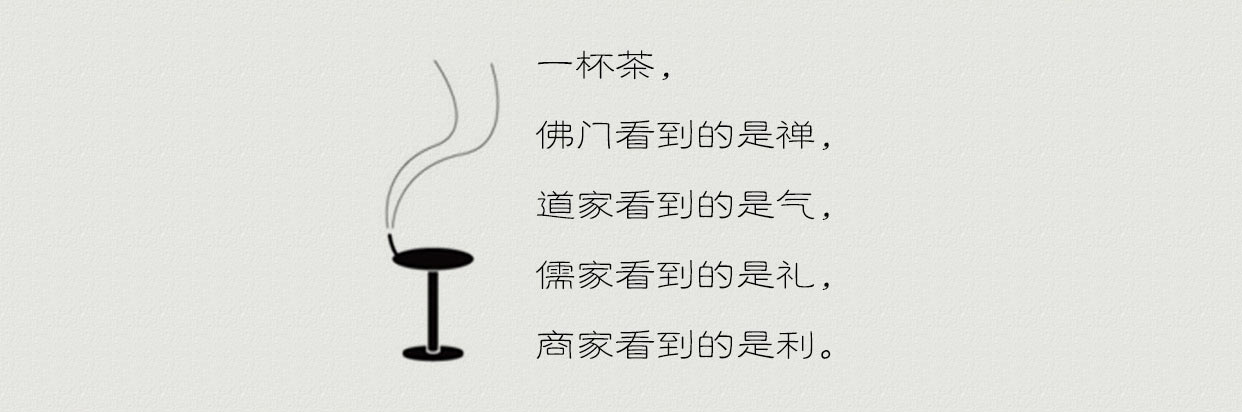 一杯茶，
佛门看到的是禅，
道家看到的是气，
儒家看到的是礼，
商家看到的是利。